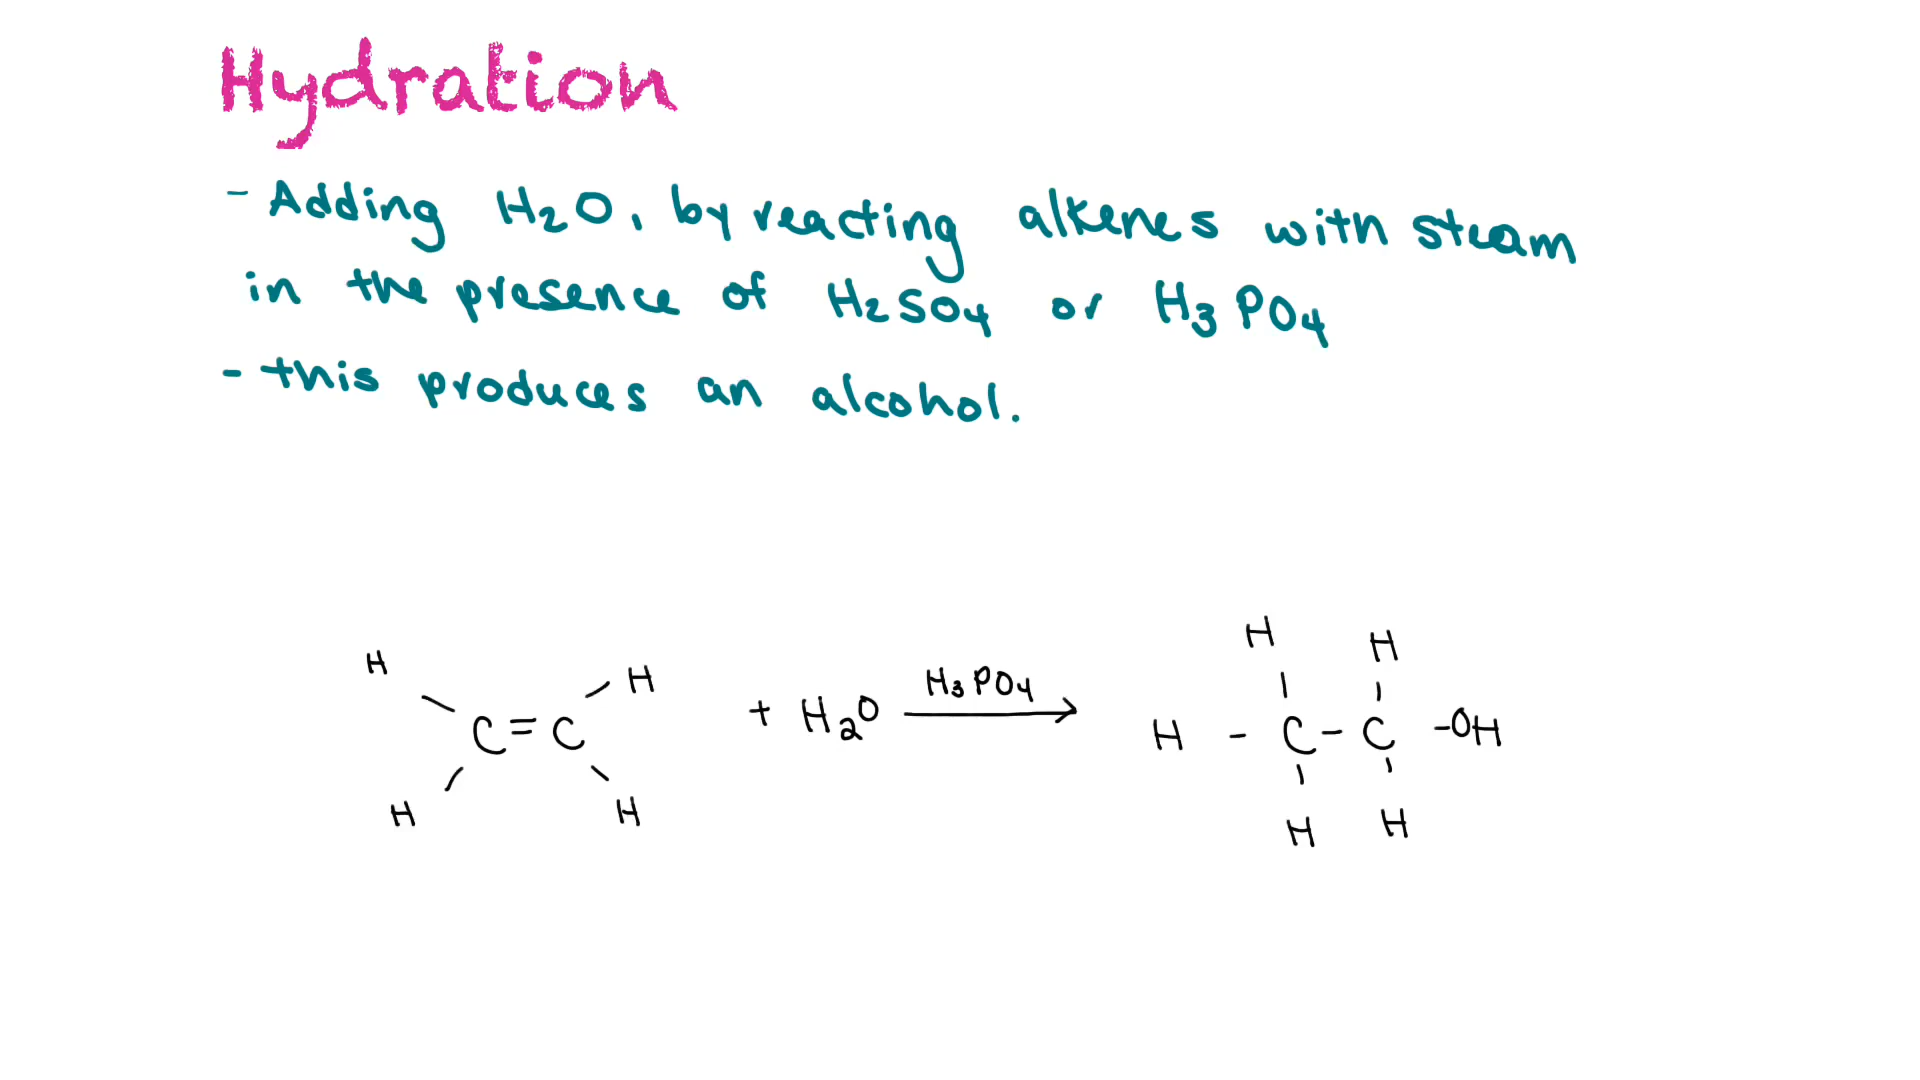 Hydration
- Adding H2O, by reacting alkenes with steam
in the presence of H2SO4 or H3PO4
- this produces an alcohol.
H H
H H
H H3PO4
C=C + H2O H - C - C - OH
H H
H H